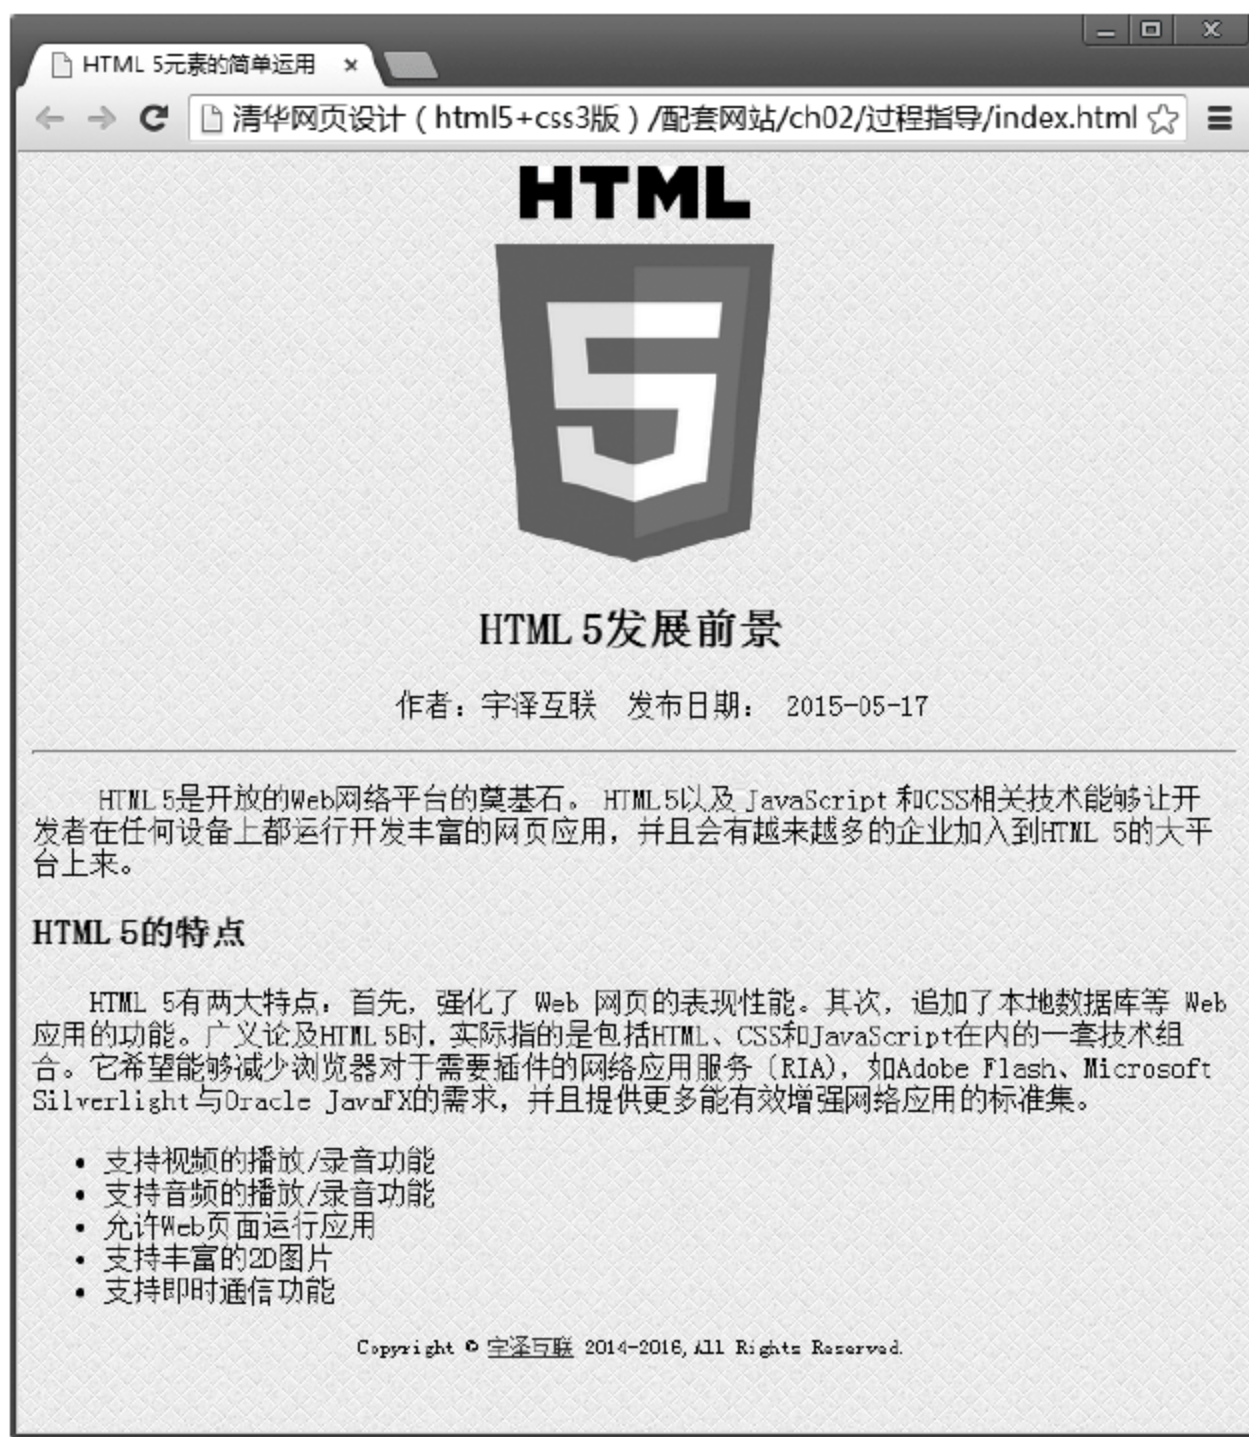 HTML 5元素的简单运用
清华网页设计（html5+css3版）/配套网站/ch02/过程指导/index.html
HTML
5
HTML 5发展前景
作者：宇泽互联 发布日期： 2015-05-17
HTML 5是开放的Web网络平台的奠基石。 HTML 5以及 JavaScript 和CSS相关技术能够让开
发者在任何设备上都运行开发丰富的网页应用，并且会有越来越多的企业加入到HTML 5的大平
台上来。
HTML 5的特点
HTML 5有两大特点：首先，强化了 Web 网页的表现性能。其次，追加了本地数据库等 Web
应用的功能。广义论及HTML 5时，实际指的是包括HTML、CSS和JavaScript在内的一套技术组
合。它希望能够减少浏览器对于需要插件的网络应用服务（RIA），如Adobe Flash、Microsoft
Silverlight与Oracle JavaFX的需求，并且提供更多能有效增强网络应用的标准集。
• 支持视频的播放/录音功能
• 支持音频的播放/录音功能
• 允许Web页面运行应用
• 支持丰富的2D图片
• 支持即时通信功能
Copyright © 宇泽互联 2014-2016, All Rights Reserved.